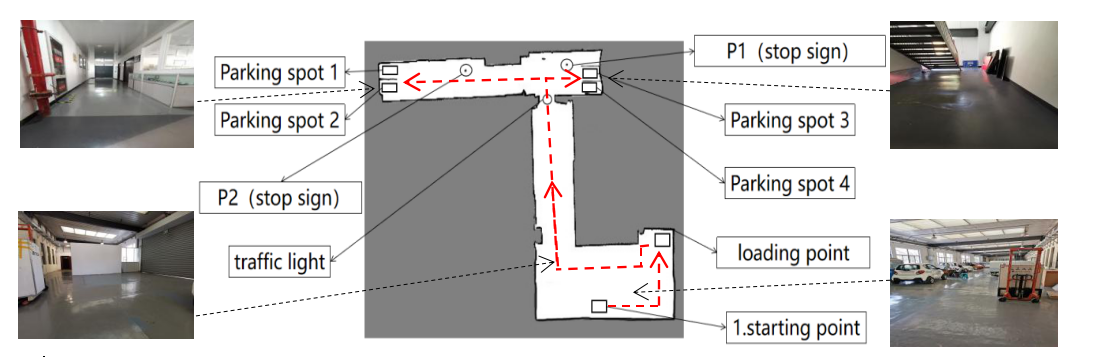 Parking spot 1
Parking spot 2
P2（stop sign）
traffic light
P1（stop sign）
Parking spot 3
Parking spot 4
loading point
1.starting point